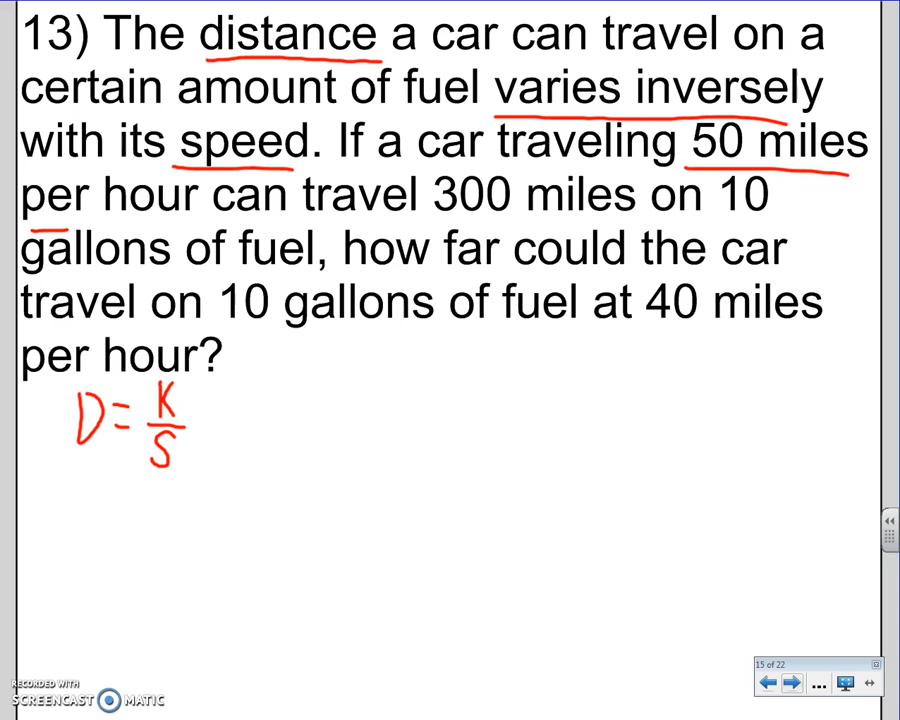 13) The distance a car can travel on a
certain amount of fuel varies inversely
with its speed. If a car traveling 50 miles
per hour can travel 300 miles on 10
gallons of fuel, how far could the car
travel on 10 gallons of fuel at 40 miles
per hour?
D = K
S
15 of 22
RECORDED WITH
SCREENCAST MATIC